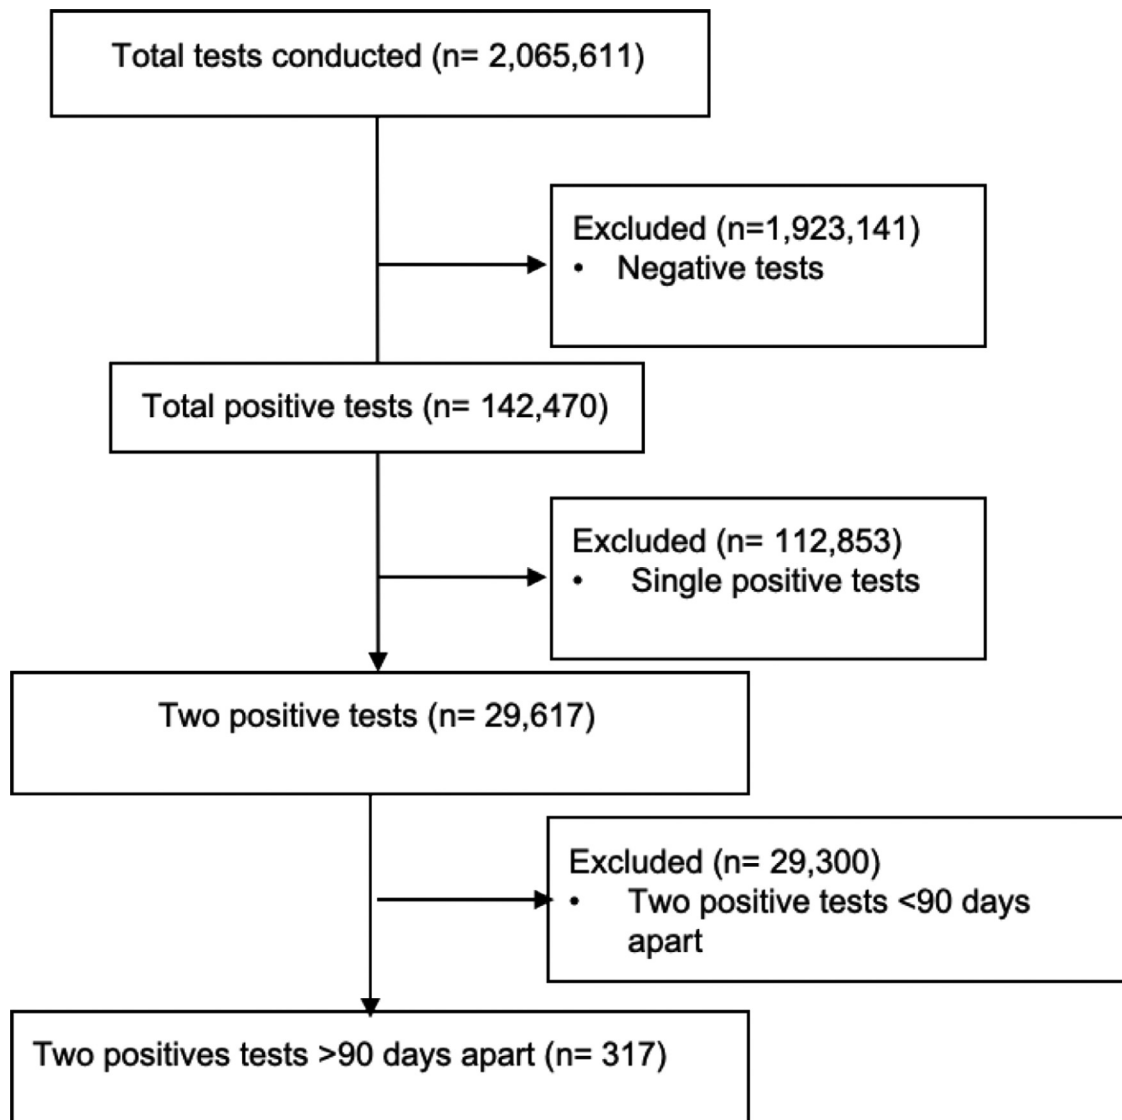 Total tests conducted (n= 2,065,611)
Excluded (n=1,923,141)
• Negative tests
Total positive tests (n= 142,470)
Excluded (n= 112,853)
• Single positive tests
Two positive tests (n= 29,617)
Excluded (n= 29,300)
• Two positive tests <90 days
apart
Two positives tests >90 days apart (n= 317)